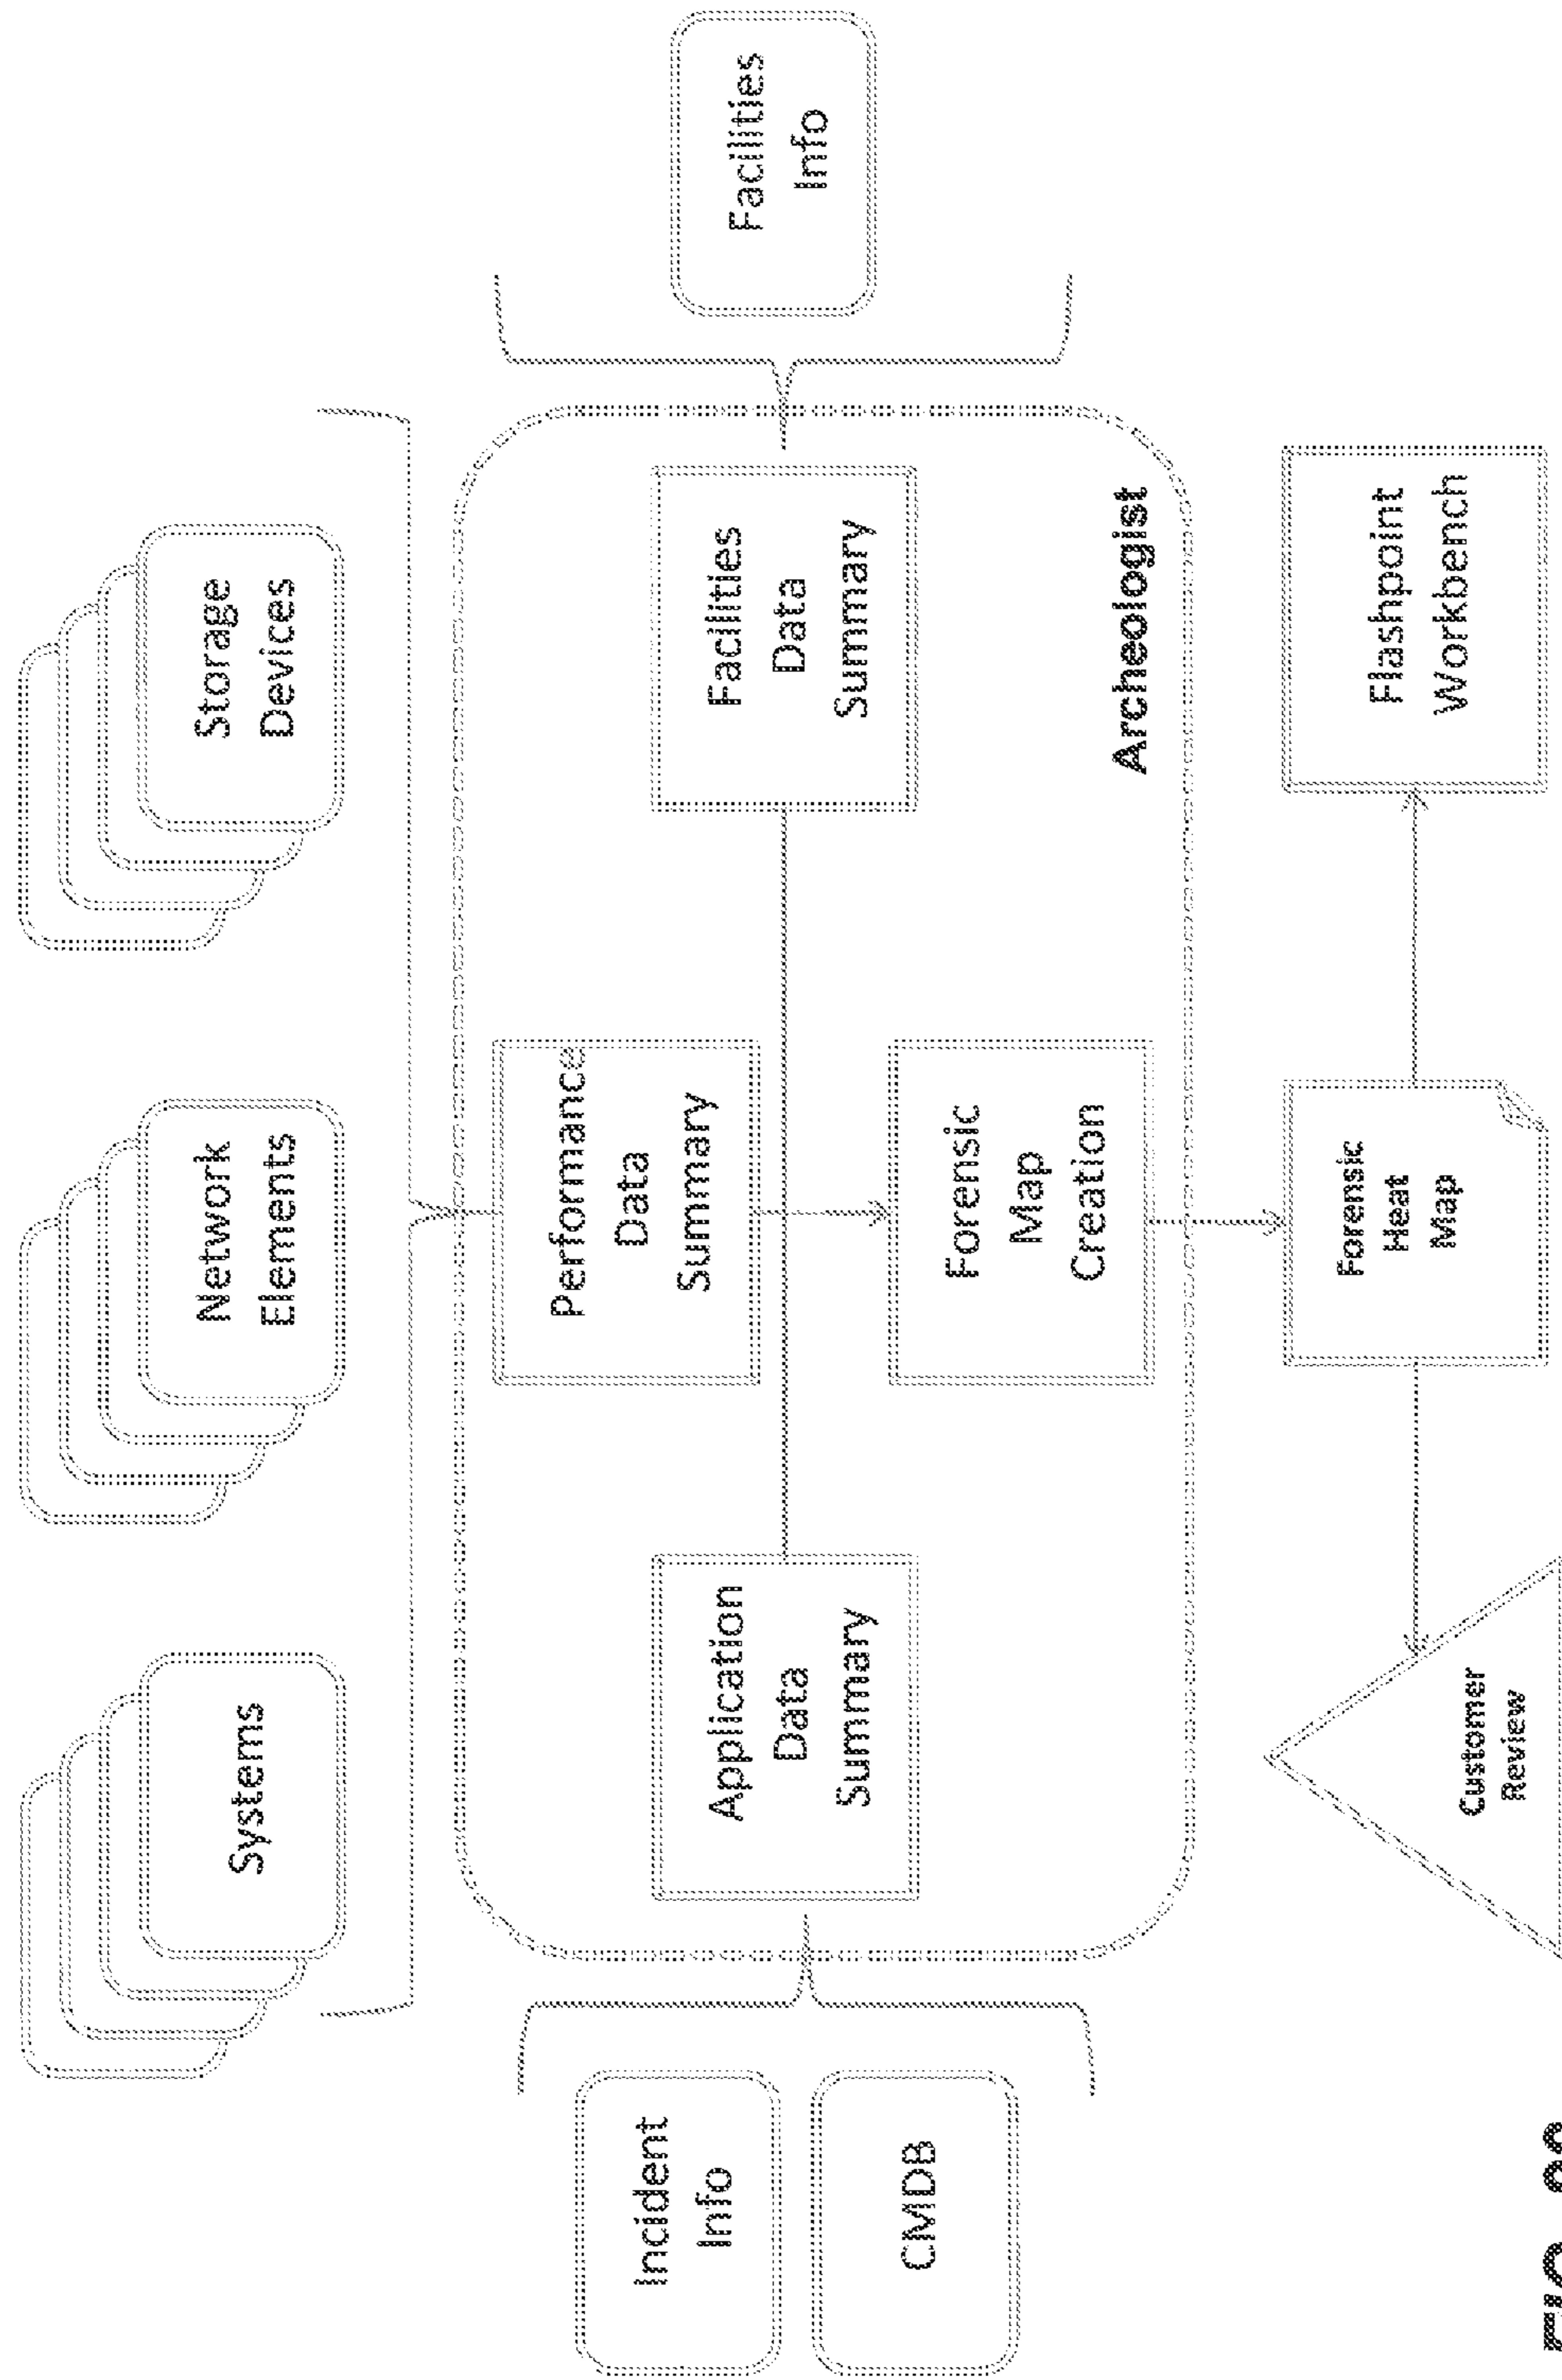 Systems
Network
Elements
Storage
Devices
Incident
Info
CMDB
Application
Data
Summary
Performance
Data
Summary
Facilities
Data
Summary
Facilities
Info
Forensic
Map
Creation
Archeologist
Customer
Review
Forensic
Heat
Map
Flashpoint
Workbench